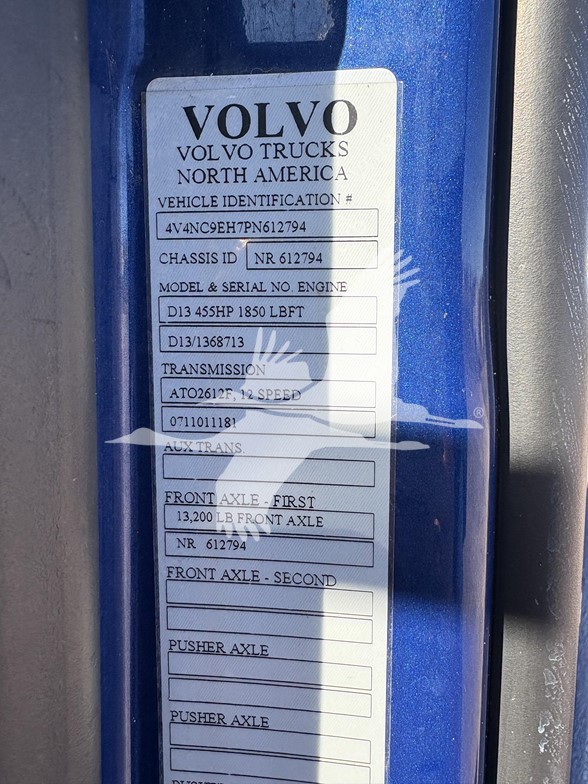 VOLVO
VOLVO TRUCKS
NORTH AMERICA
VEHICLE IDENTIFICATION #
4V4NC9EH7PN612794
CHASSIS ID NR 612794
MODEL & SERIAL NO. ENGINE
D13 455HP 1850 LBFT
D13/1368713
TRANSMISSION
ATO2612F, 12 SPEED
0711011181
AUX TRANS.
FRONT AXLE - FIRST
13,200 LB FRONT AXLE
NR 612794
FRONT AXLE - SECOND
PUSHER AXLE
PUSHER AXLE